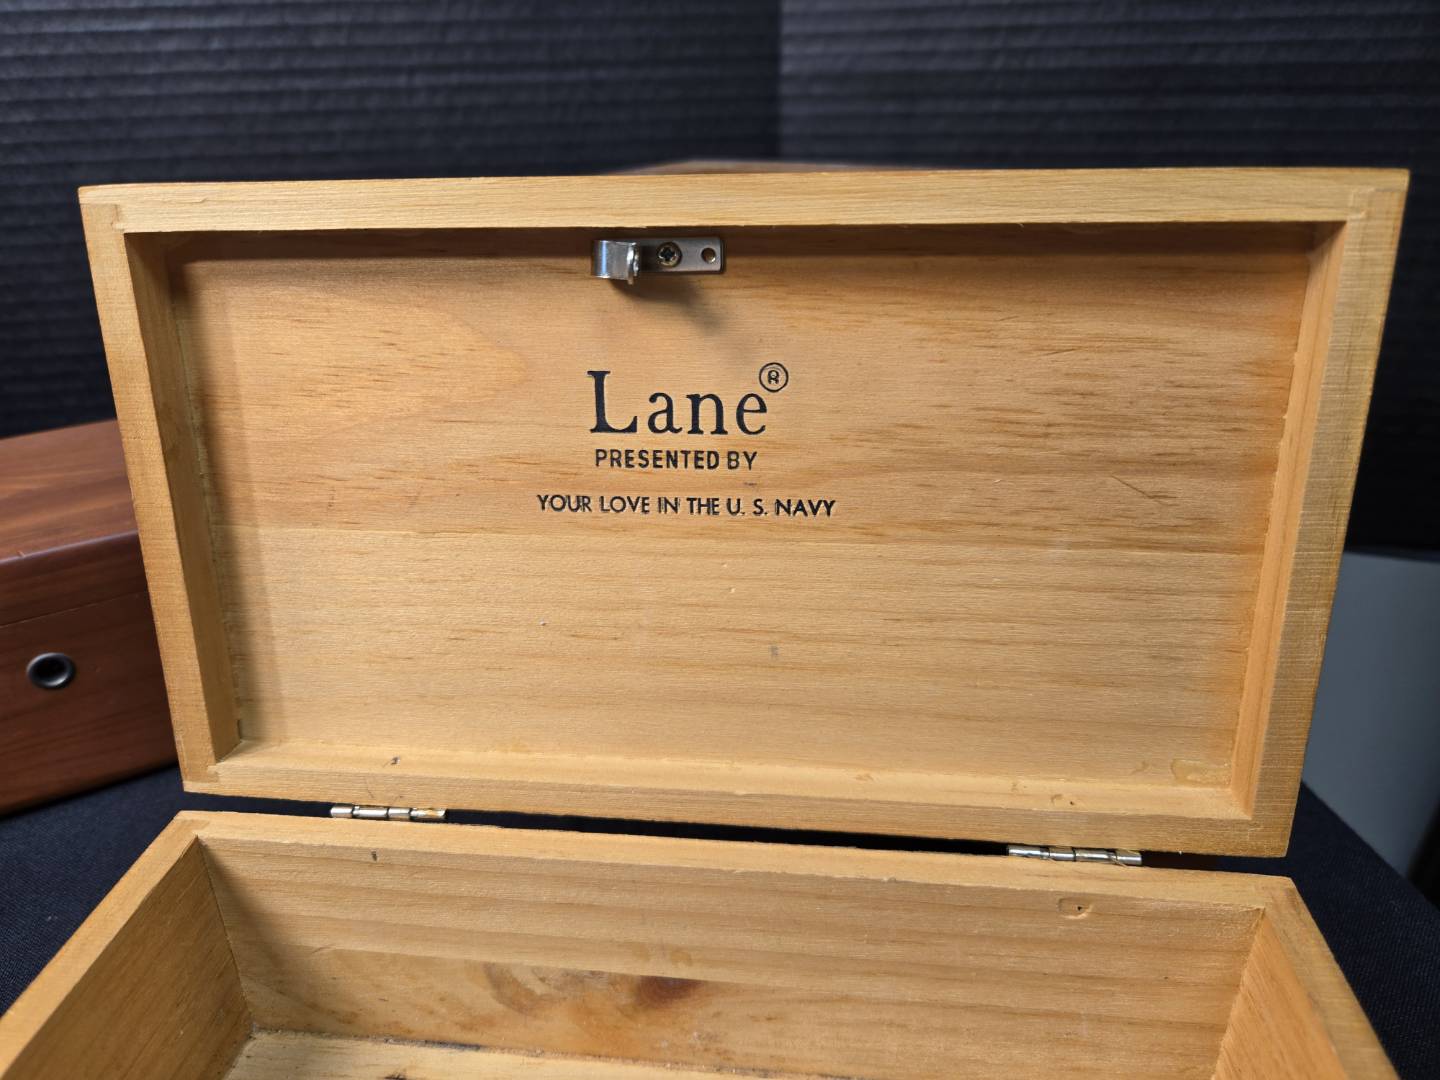 Lane®
PRESENTED BY
YOUR LOVE IN THE U. S. NAVY